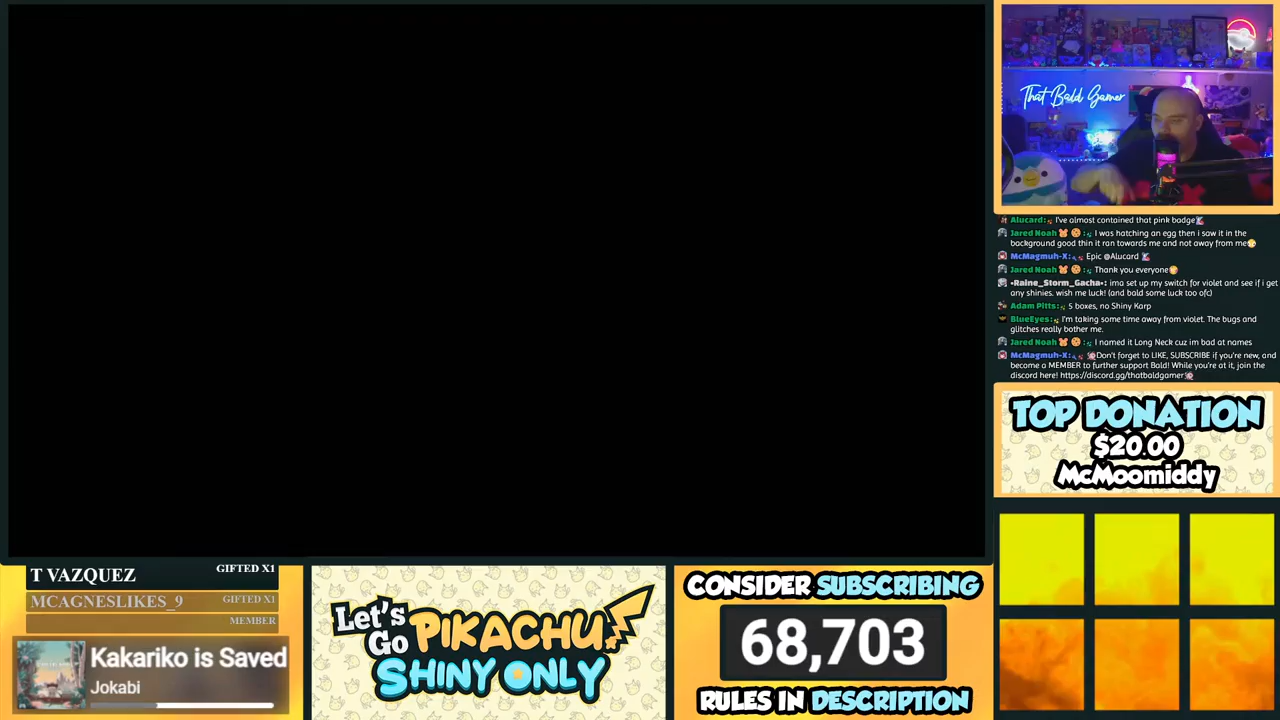 That Bald Gamer
Alucard: I've almost contained that pink badge
Jared Noah : I was hatching an egg then i saw it in the
background good thin it ran towards me and not away from me
McMagmuh-X: Epic @Alucard
Jared Noah : Thank you everyone
•Raine_Storm_Gacha•: ima set up my switch for violet and see if i get
any shinies. wish me luck! (and bald some luck too ofc)
Adam Pitts: 5 boxes, no Shiny Karp
BlueEyes: I'm taking some time away from violet. The bugs and
glitches really bother me.
Jared Noah : I named it Long Neck cuz im bad at names
McMagmuh-X: Don't forget to LIKE, SUBSCRIBE if you're new, and
become a MEMBER to further support Bald! While you're at it, join the
discord here! https://discord.gg/thatbaldgamer
TOP DONATION
$20.00
McMoomiddy
T VAZQUEZ GIFTED X1
MCAGNESLIKES_9 GIFTED X1
MEMBER
Kakariko is Saved
Jokabi
Let's
Go PIKACHU
SHINY ONLY
CONSIDER SUBSCRIBING
68,703
RULES IN DESCRIPTION